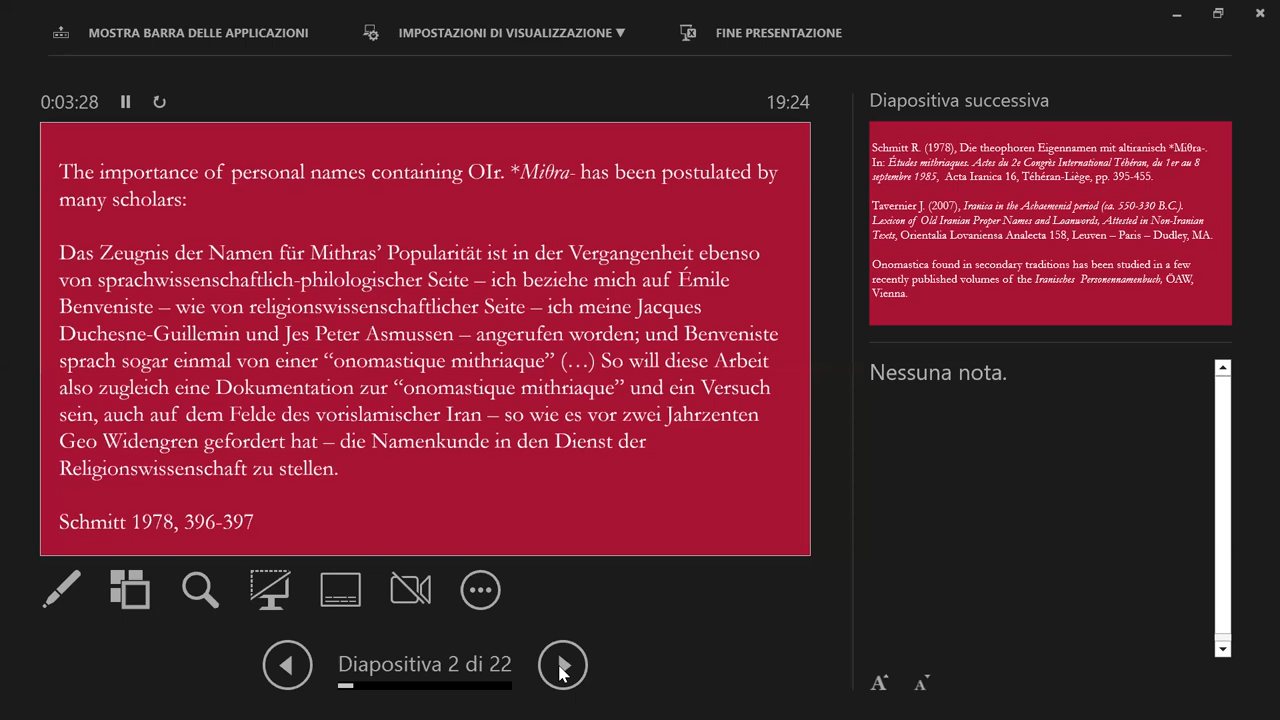 MOSTRA BARRA DELLE APPLICAZIONI
IMPOSTAZIONI DI VISUALIZZAZIONE ▼
FINE PRESENTAZIONE
0:03:28
19:24
The importance of personal names containing OIr. *Miθra- has been postulated by
many scholars:
Das Zeugnis der Namen für Mithras’ Popularität ist in der Vergangenheit ebenso
von sprachwissenschaftlich-philologischer Seite – ich beziehe mich auf Émile
Benveniste – wie von religionswissenschaftlicher Seite – ich meine Jacques
Duchesne-Guillemin und Jes Peter Asmussen – angerufen worden; und Benveniste
sprach sogar einmal von einer “onomastique mithriaque” (…) So will diese Arbeit
also zugleich eine Dokumentation zur “onomastique mithriaque” und ein Versuch
sein, auch auf dem Felde des vorislamischer Iran – so wie es vor zwei Jahrzenten
Geo Widengren gefordert hat – die Namenkunde in den Dienst der
Religionswissenschaft zu stellen.
Schmitt 1978, 396-397
Diapositiva 2 di 22
Diapositiva successiva
Schmitt R. (1978), Die theophoren Eigennamen mit altiranisch *Miθra-.
In: Études mithriaques. Actes du 2e Congrès International Téhéran, du 1er au 8
septembre 1985, Acta Iranica 16, Téhéran-Liège, pp. 395-455.
Tavernier J. (2007), Iranica in the Achaemenid period (ca. 550-330 B.C.).
Lexicon of Old Iranian Proper Names and Loanwords, Attested in Non-Iranian
Texts, Orientalia Lovaniensa Analecta 158, Leuven – Paris – Dudley, MA.
Onomastica found in secondary traditions has been studied in a few
recently published volumes of the Iranisches Personennamenbuch, ÖAW,
Vienna.
Nessuna nota.
A A